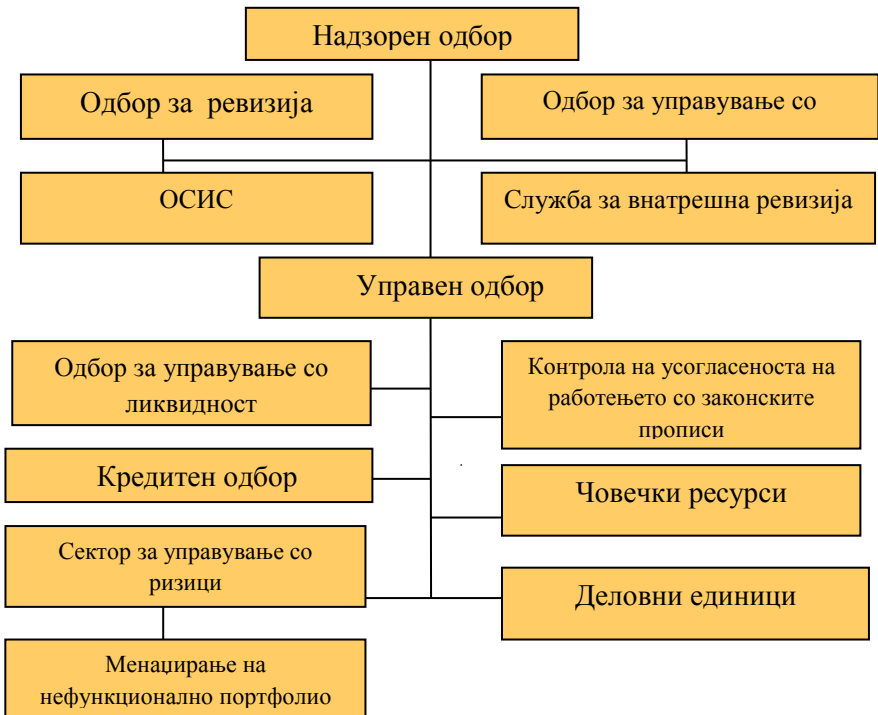 Надзорен одбор
Одбор за ревизија
Одбор за управување со
ОСИС
Служба за внатрешна ревизија
Управен одбор
Одбор за управување со
ликвидност
Контрола на усогласеноста на
работењето со законските
прописи
Кредитен одбор
Човечки ресурси
Сектор за управување со
ризици
Деловни единици
Менаџирање на
нефункционално портфолио